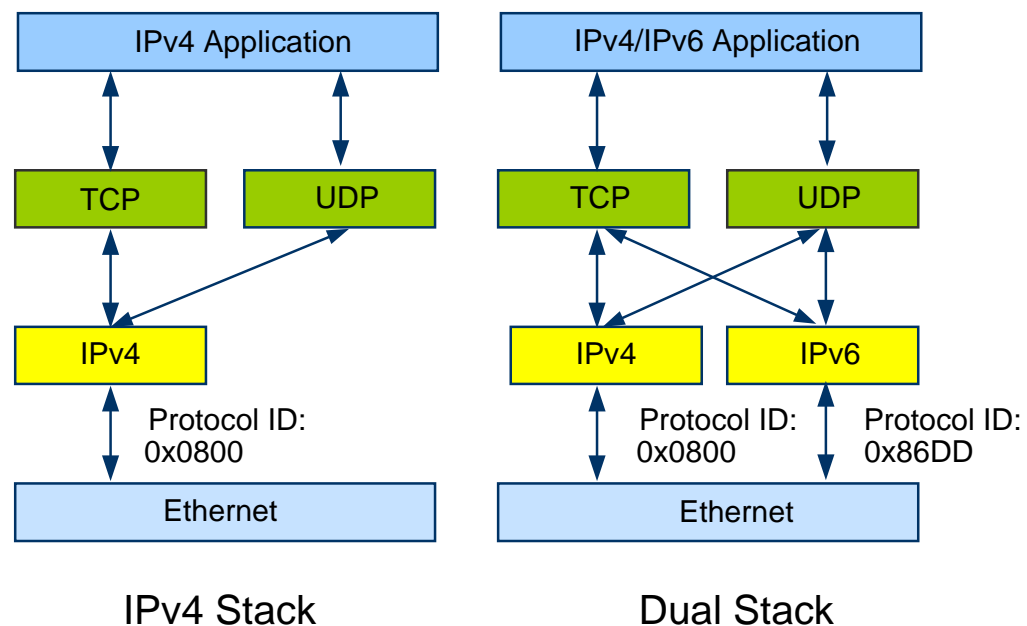 IPv4 Application
TCP
UDP
IPv4
Protocol ID:
0x0800
Ethernet
IPv4 Stack
IPv4/IPv6 Application
TCP
UDP
IPv4
IPv6
Protocol ID:
0x0800
Protocol ID:
0x86DD
Ethernet
Dual Stack